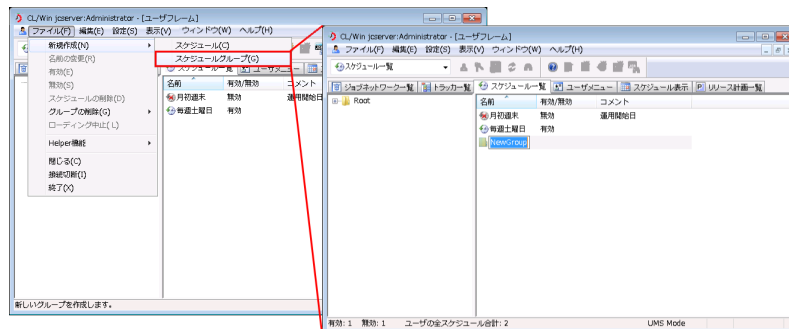 CL/Win jcserver:Administrator - [ユーザフレーム]
ファイル(F) 編集(E) 設定(S) 表示(V) ウィンドウ(W) ヘルプ(H)
新規作成(N)
名前の変更(R)
有効(E)
無効(S)
スケジュールの削除(D)
グループの削除(G)
ローディング中止(L)
Helper機能
閉じる(C)
接続切断(I)
終了(X)
スケジュール(C)
スケジュールグループ(G)
スケジュール一覧 ユーザメニュー
名前 有効/無効 コメント
月初週末 無効 運用開始日
毎週土曜日 有効
新しいグループを作成します。
CL/Win jcserver:Administrator - [ユーザフレーム]
ファイル(F) 編集(E) 設定(S) 表示(V) ウィンドウ(W) ヘルプ(H)
スケジュール一覧
ジョブネットワーク一覧 トラッカ一覧 スケジュール一覧 ユーザメニュー スケジュール表示 リリース計画一覧
Root
名前 有効/無効 コメント
月初週末 無効 運用開始日
毎週土曜日 有効
NewGroup
有効: 1 無効: 1 ユーザの全スケジュール合計: 2 UMS Mode